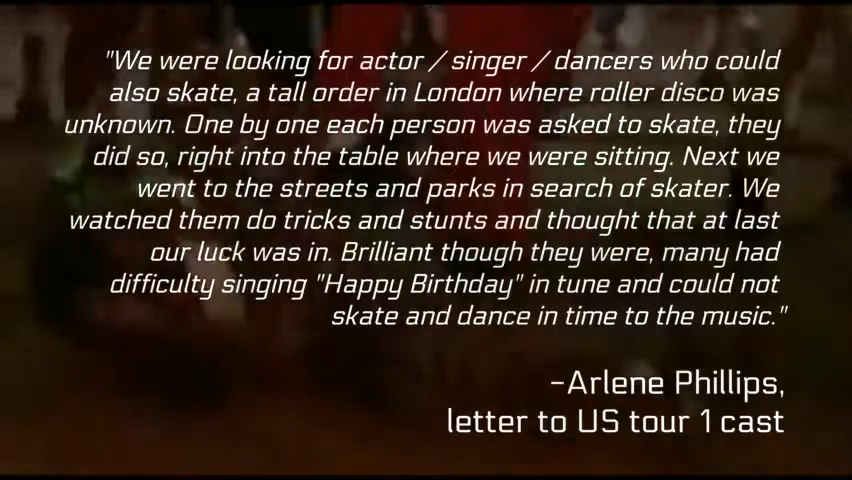 "We were looking for actor / singer / dancers who could
also skate, a tall order in London where roller disco was
unknown. One by one each person was asked to skate, they
did so, right into the table where we were sitting. Next we
went to the streets and parks in search of skater. We
watched them do tricks and stunts and thought that at last
our luck was in. Brilliant though they were, many had
difficulty singing "Happy Birthday" in tune and could not
skate and dance in time to the music."
-Arlene Phillips,
letter to US tour 1 cast